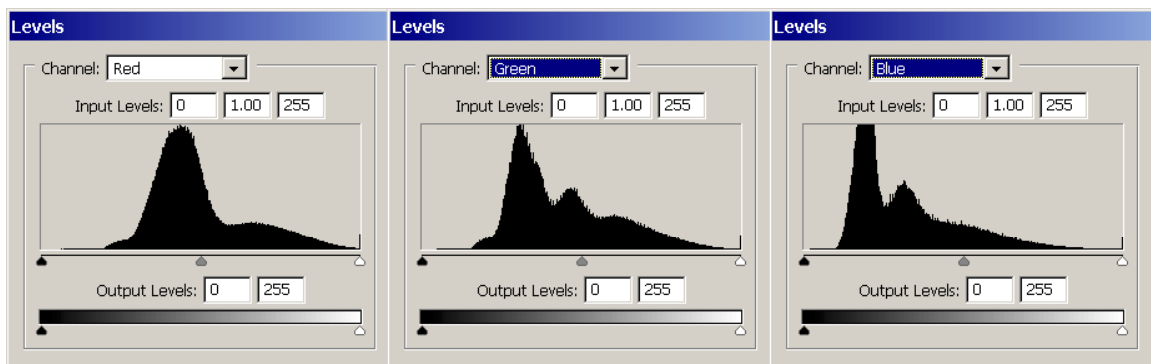 Levels
Channel: Red
Input Levels: 0 1.00 255
Output Levels: 0 255
Levels
Channel: Green
Input Levels: 0 1.00 255
Output Levels: 0 255
Levels
Channel: Blue
Input Levels: 0 1.00 255
Output Levels: 0 255